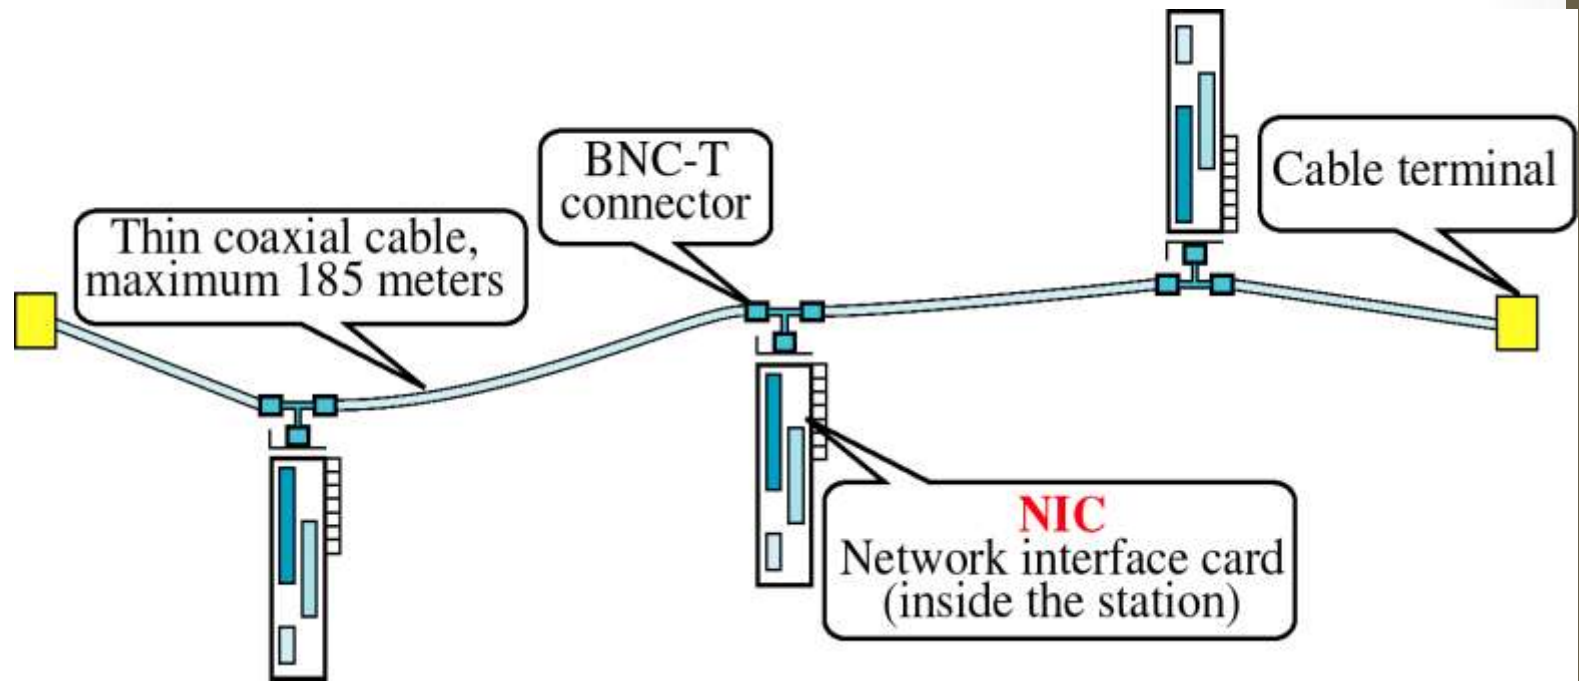 BNC-T
connector
Cable terminal
Thin coaxial cable,
maximum 185 meters
NIC
Network interface card
(inside the station)